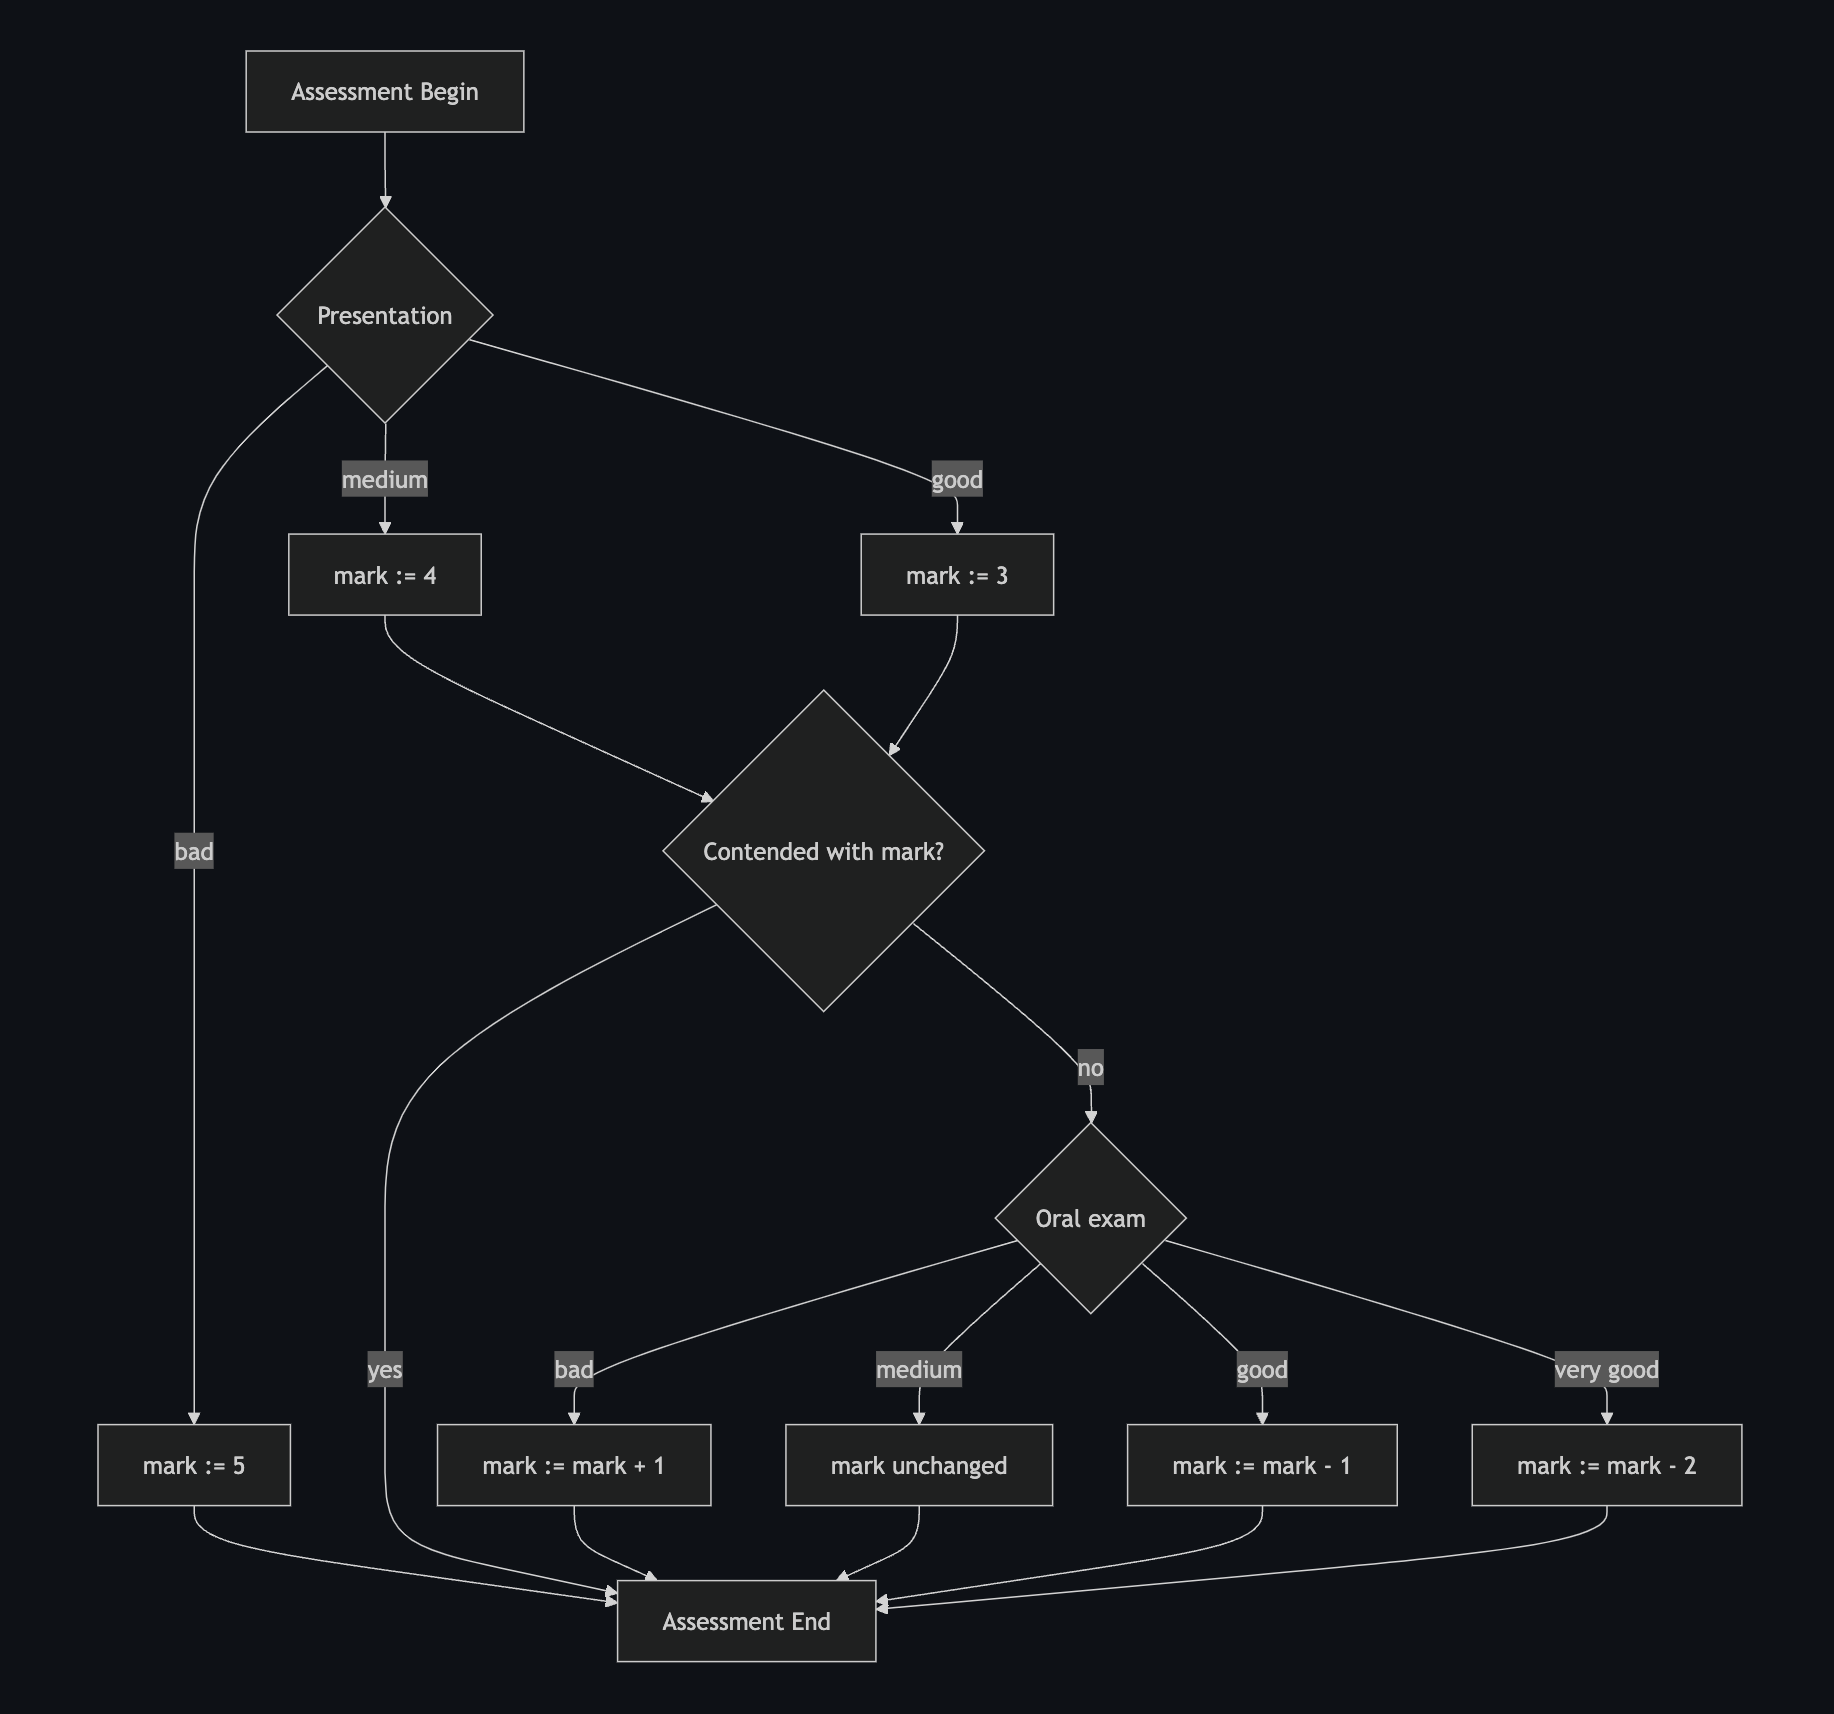 Assessment Begin
Presentation
medium
good
mark := 4
mark := 3
Contended with mark?
bad
no
Oral exam
yes
bad
medium
good
very good
mark := 5
mark := mark + 1
mark unchanged
mark := mark - 1
mark := mark - 2
Assessment End